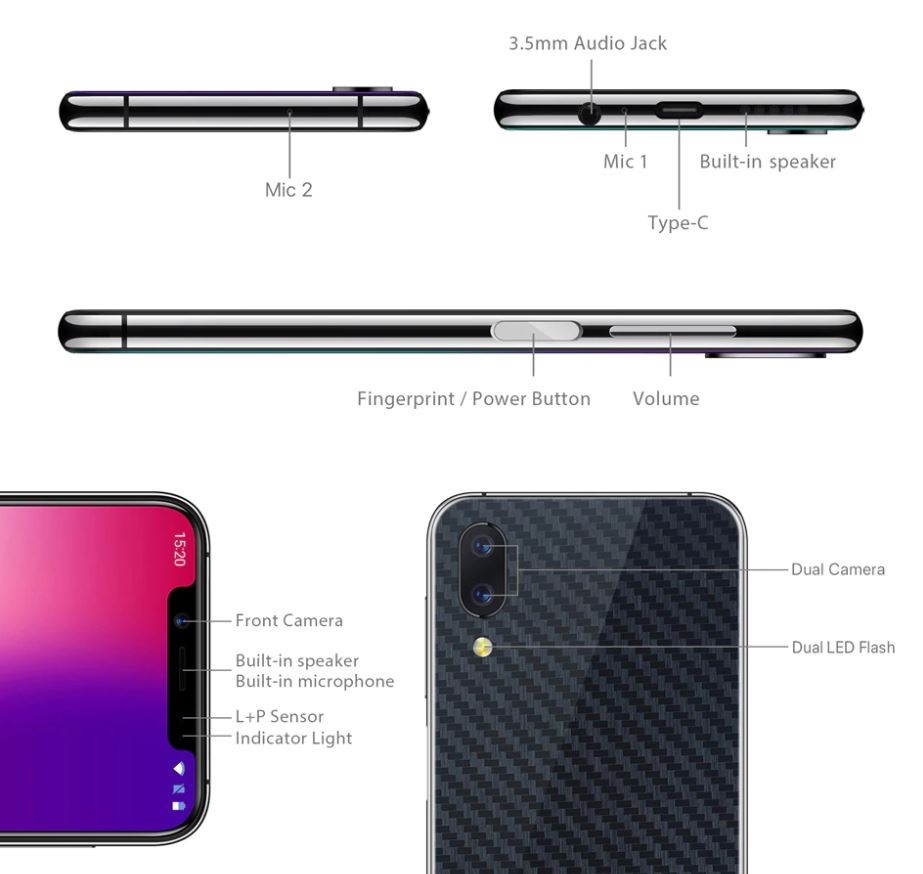 3.5mm Audio Jack
Mic 1
Built-in speaker
Mic 2
Type-C
Fingerprint / Power Button
Volume
15:20
Front Camera
Built-in speaker
Built-in microphone
L+P Sensor
Indicator Light
Dual Camera
Dual LED Flash